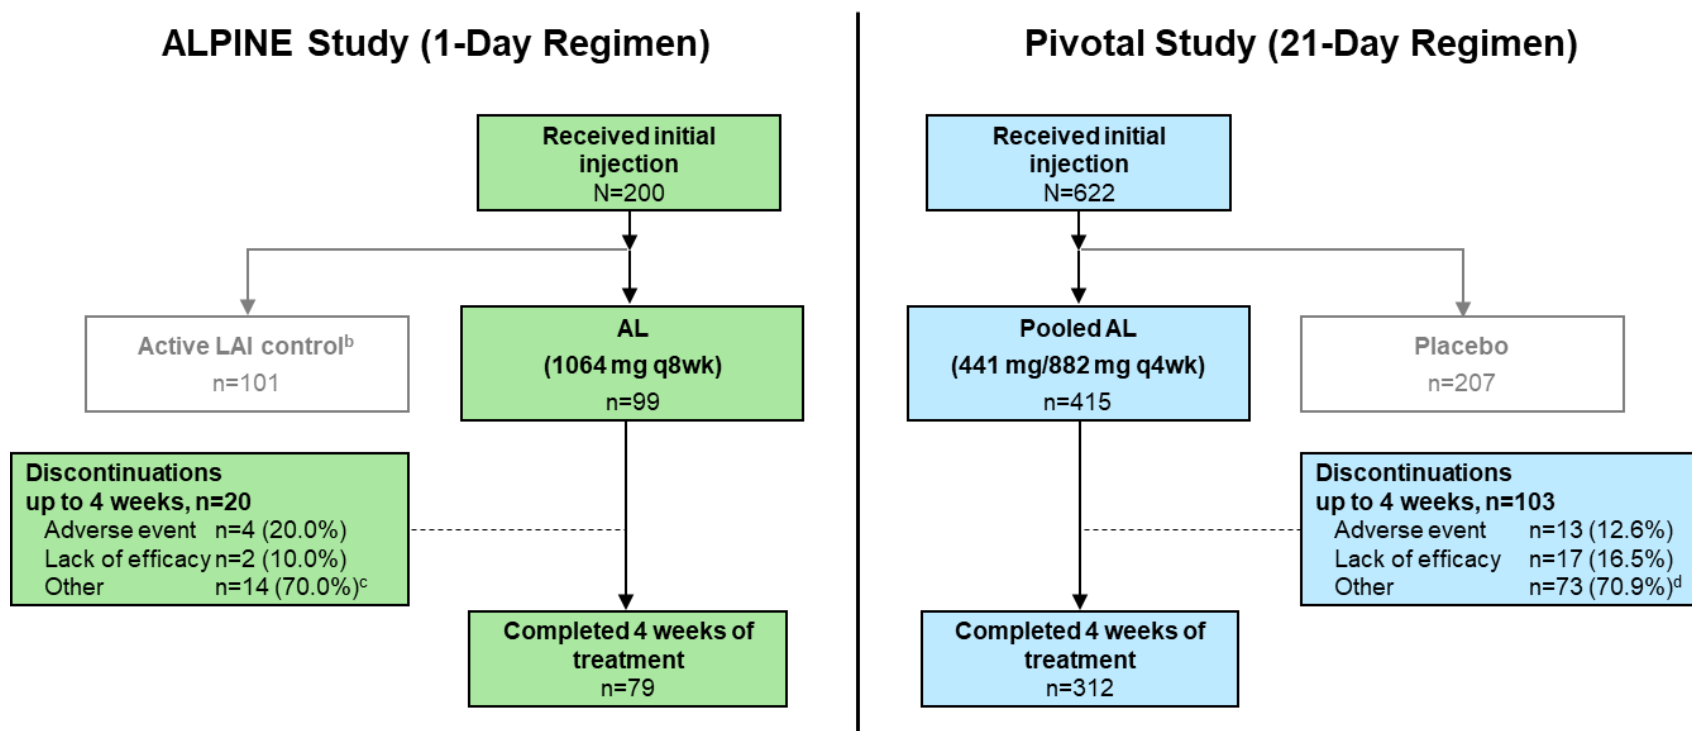 ALPINE Study (1-Day Regimen)
Received initial
injection
N=200
Active LAI controlᵇ
n=101
AL
(1064 mg q8wk)
n=99
Discontinuations
up to 4 weeks, n=20
Adverse event n=4 (20.0%)
Lack of efficacy n=2 (10.0%)
Other n=14 (70.0%)ᶜ
Completed 4 weeks of
treatment
n=79
Pivotal Study (21-Day Regimen)
Received initial
injection
N=622
Pooled AL
(441 mg/882 mg q4wk)
n=415
Placebo
n=207
Discontinuations
up to 4 weeks, n=103
Adverse event n=13 (12.6%)
Lack of efficacy n=17 (16.5%)
Other n=73 (70.9%)ᵈ
Completed 4 weeks of
treatment
n=312